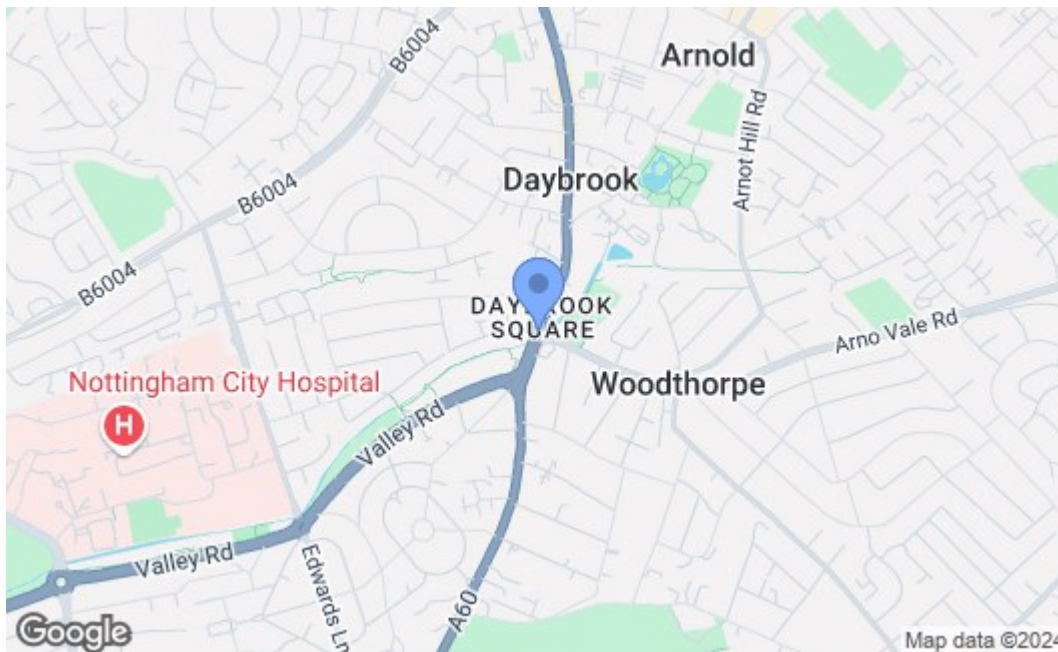 B6004
Arnold
Arnot Hill Rd
Daybrook
B6004
B6004
DAYBROOK
SQUARE
Arno Vale Rd
Woodthorpe
Nottingham City Hospital
H
Valley Rd
Valley Rd
Edwards Ln
A60
Google
Map data ©2024